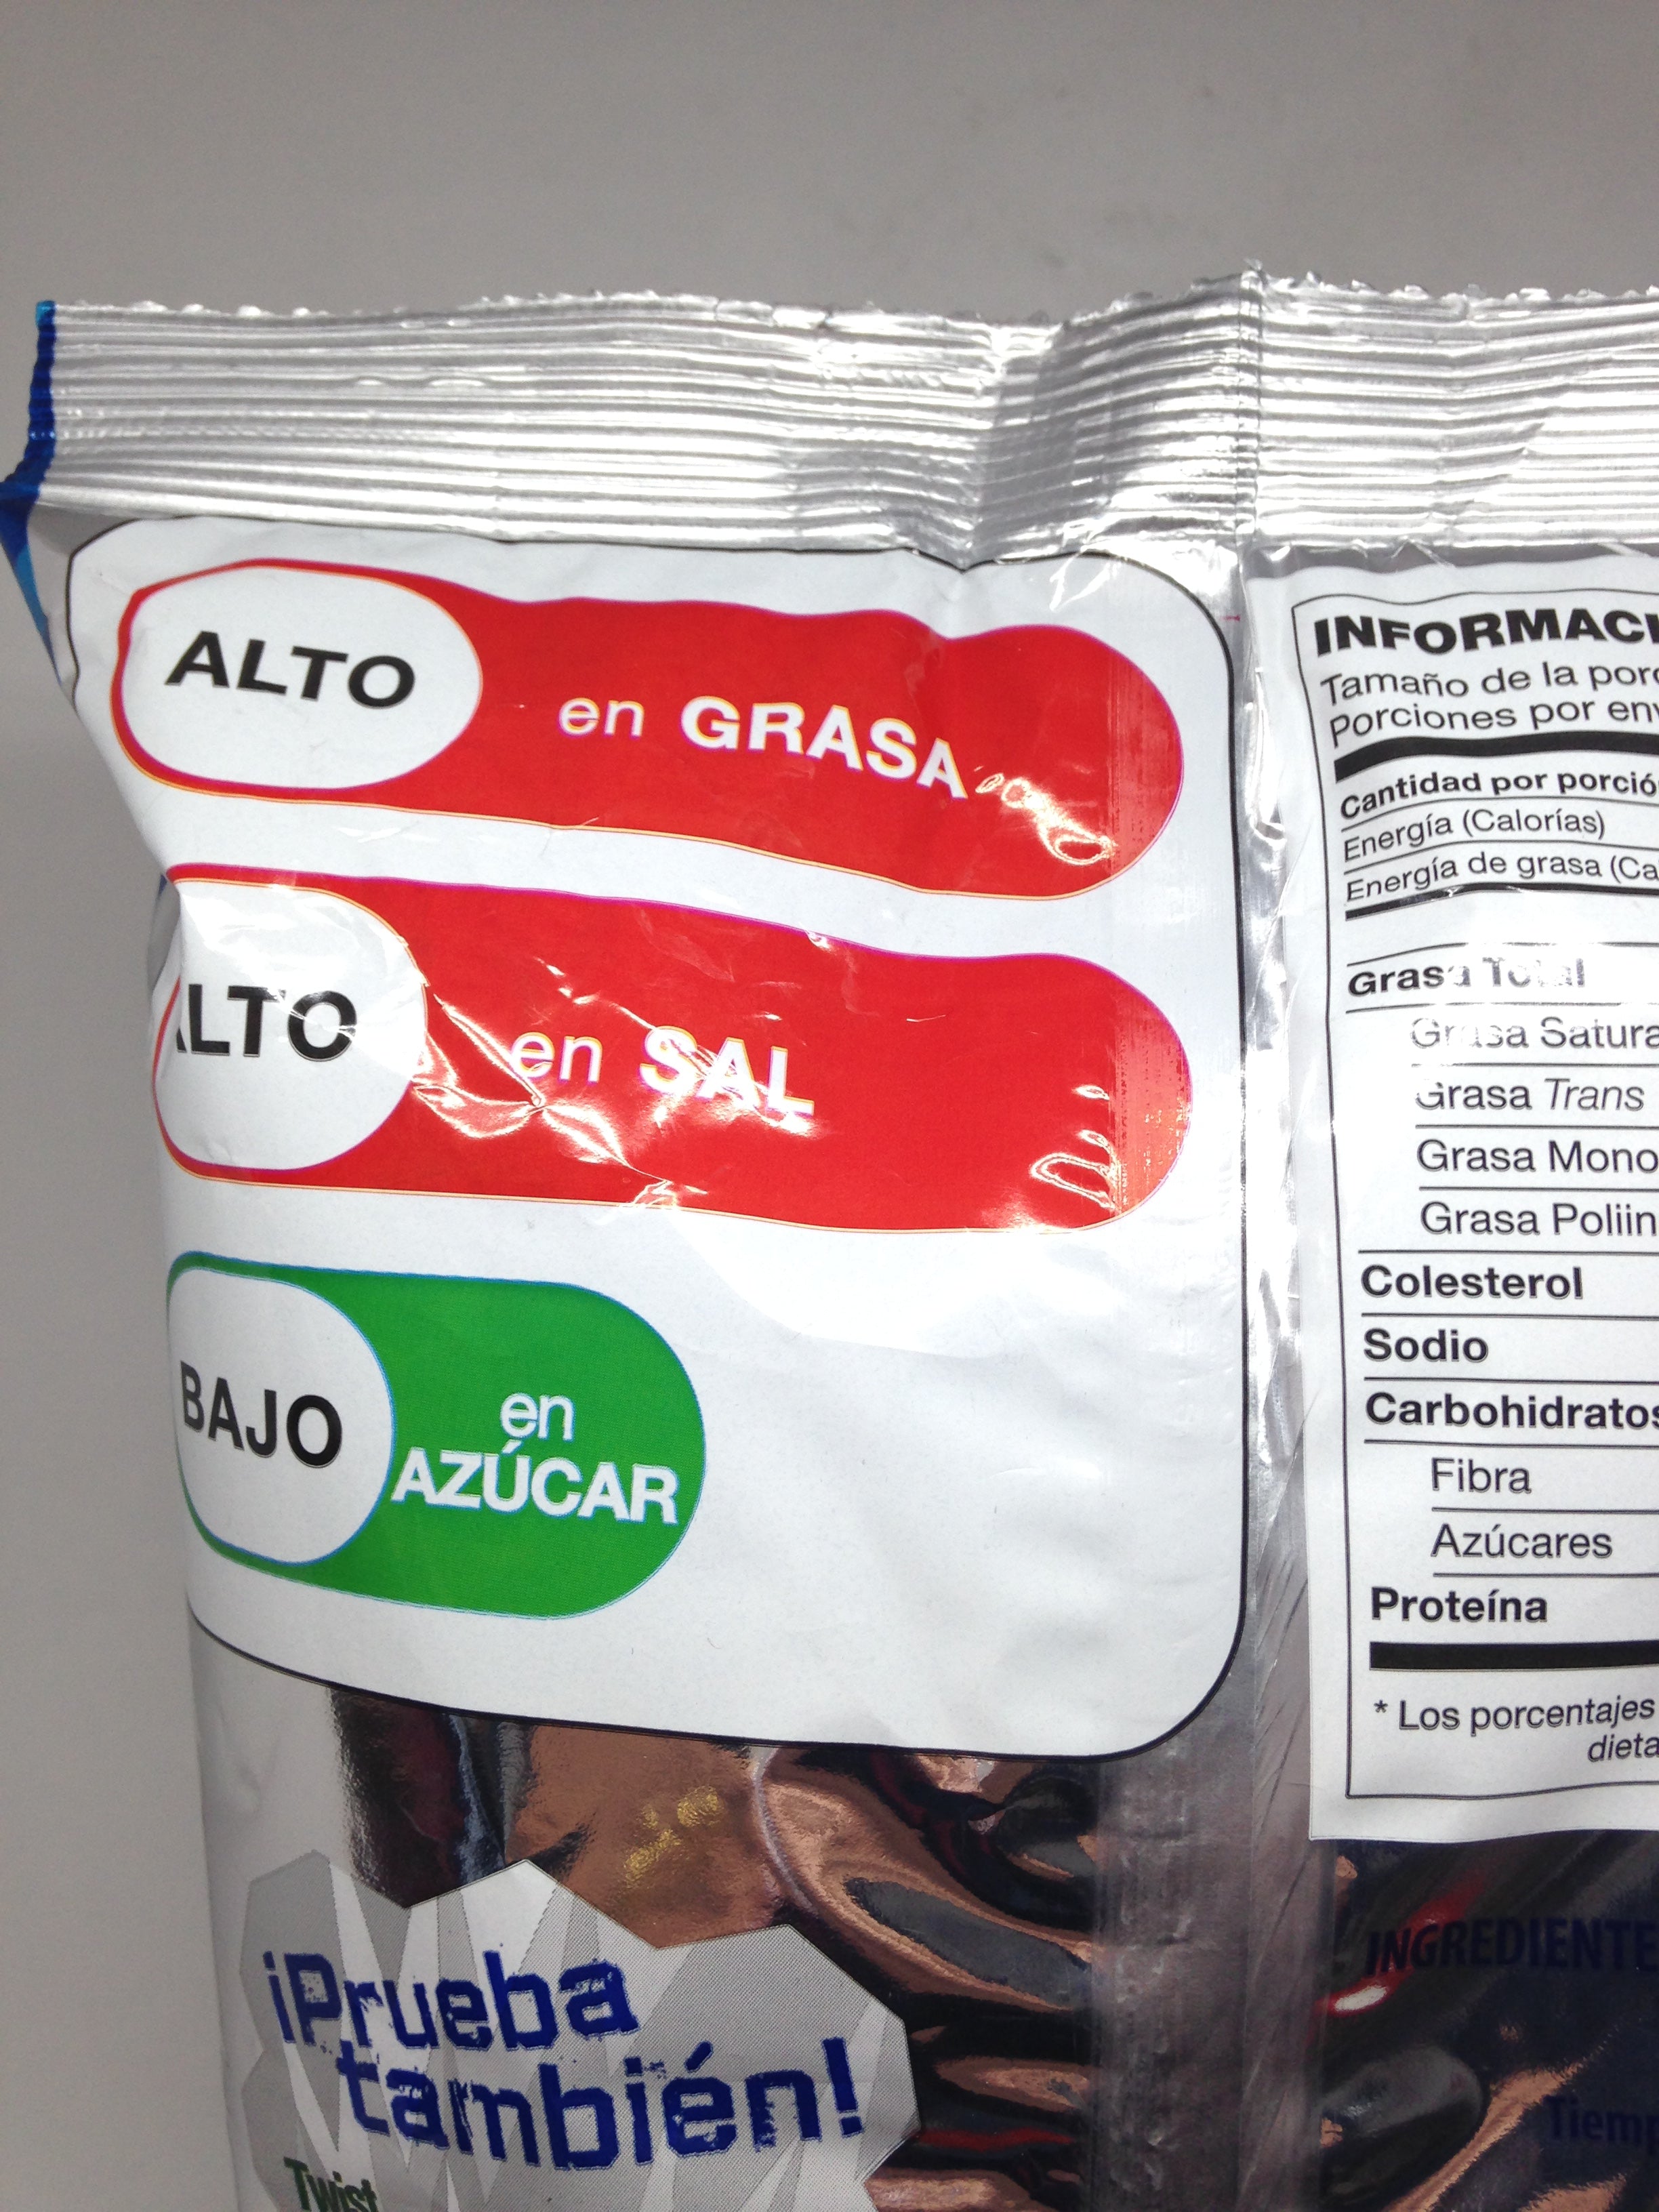 ALTO en GRASA
ALTO en SAL
BAJO en
AZÚCAR
¡Prueba
también!
Twist
INFORMACI
Tamaño de la porc
Porciones por env
Cantidad por porció
Energía (Calorías)
Energía de grasa (Ca
Grasa Total
Grasa Satura
Grasa Trans
Grasa Mono
Grasa Poliin
Colesterol
Sodio
Carbohidratos
Fibra
Azúcares
Proteína
* Los porcentajes
dieta
INGREDIENTE
Tiemp